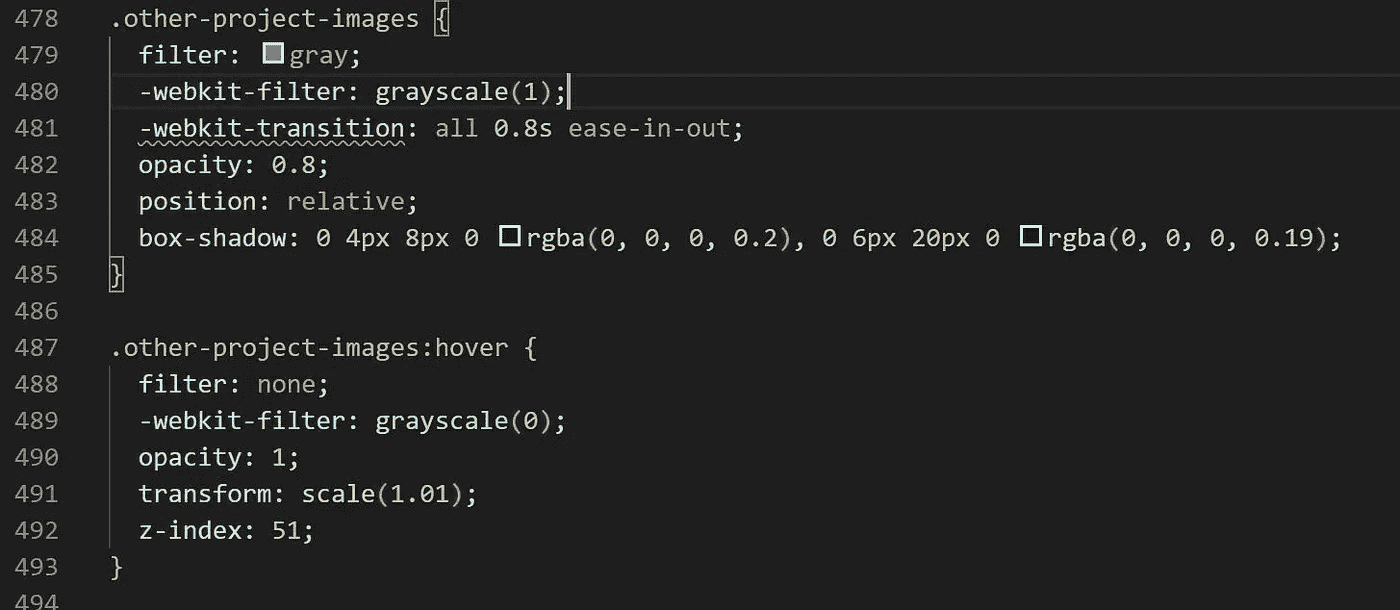 478 .other-project-images {
479 filter: gray;
480 -webkit-filter: grayscale(1);
481 -webkit-transition: all 0.8s ease-in-out;
482 opacity: 0.8;
483 position: relative;
484 box-shadow: 0 4px 8px 0 rgba(0, 0, 0, 0.2), 0 6px 20px 0 rgba(0, 0, 0, 0.19);
485 }
486
487 .other-project-images:hover {
488 filter: none;
489 -webkit-filter: grayscale(0);
490 opacity: 1;
491 transform: scale(1.01);
492 z-index: 51;
493 }
494